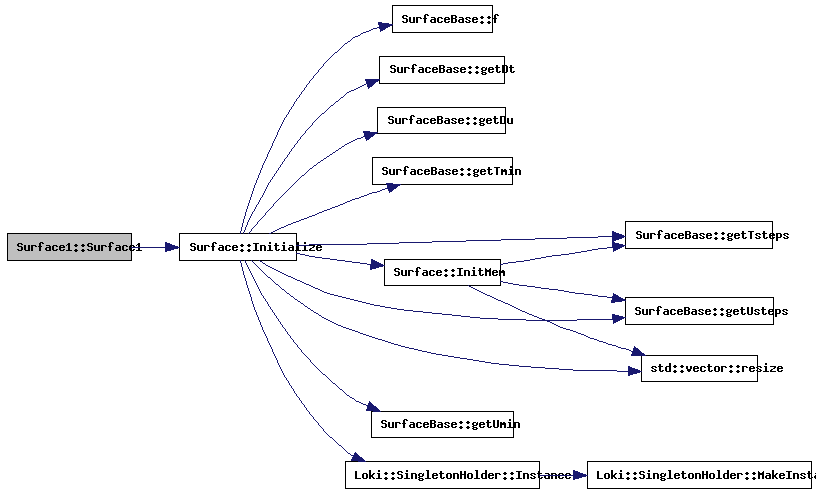 SurfaceBase::f
SurfaceBase::getDt
SurfaceBase::getDu
SurfaceBase::getTmin
SurfaceBase::getTsteps
Surface1::Surface1
Surface::Initialize
Surface::InitMem
SurfaceBase::getUsteps
std::vector::resize
SurfaceBase::getUmin
Loki::SingletonHolder::Instance
Loki::SingletonHolder::MakeInsta